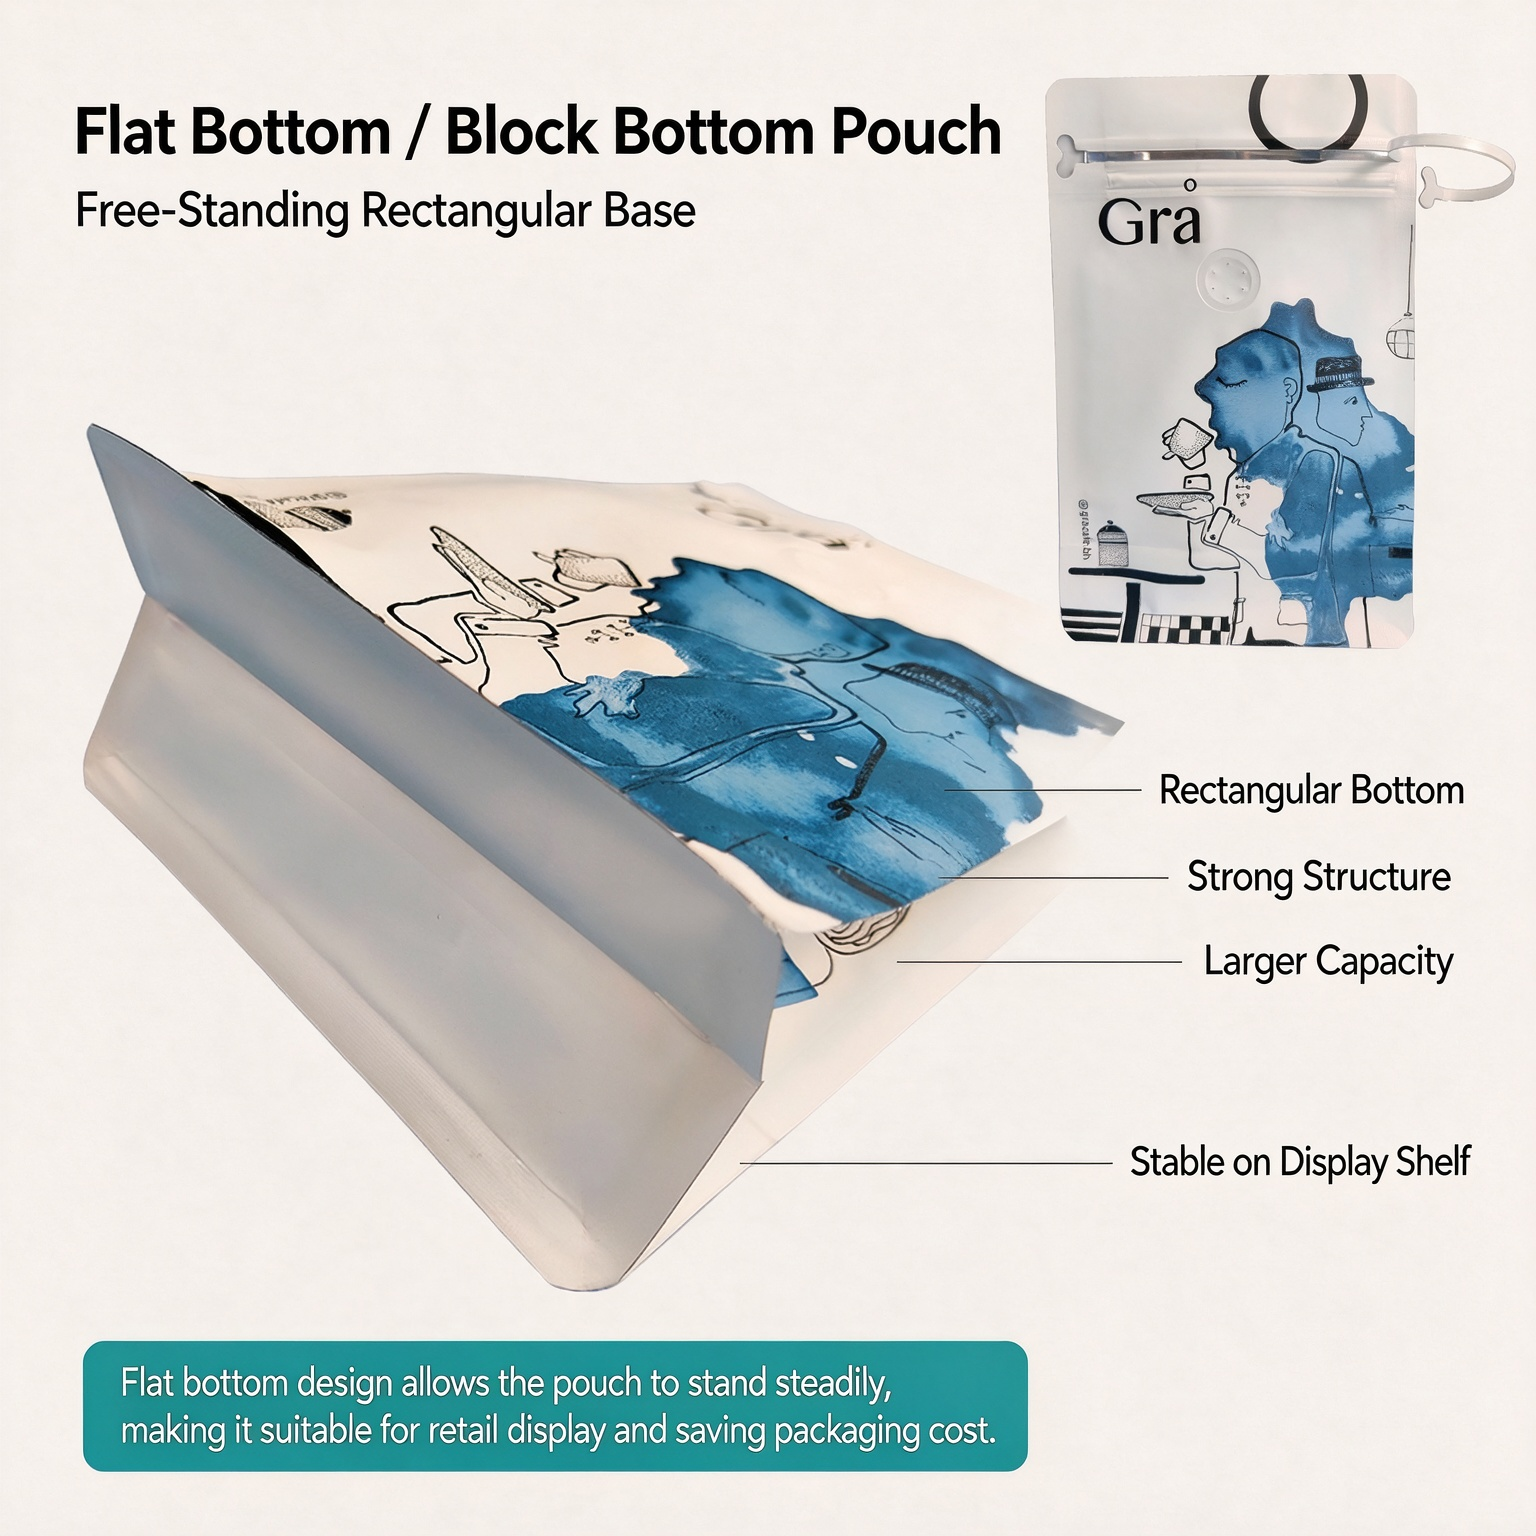 Flat Bottom / Block Bottom Pouch
Free-Standing Rectangular Base
Grå
@gracafe.bh
Rectangular Bottom
Strong Structure
Larger Capacity
Stable on Display Shelf
Flat bottom design allows the pouch to stand steadily,
making it suitable for retail display and saving packaging cost.